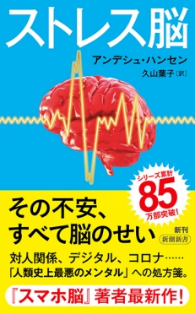 ストレス脳
アンデシュ・ハンセン
久山葉子〔訳〕
シリーズ累計
85
万部突破!
その不安、
すべて脳のせい
新刊
新潮新書
対人関係、デジタル、コロナ……
「人類史上最悪のメンタル」への処方箋。
『スマホ脳』著者最新作!